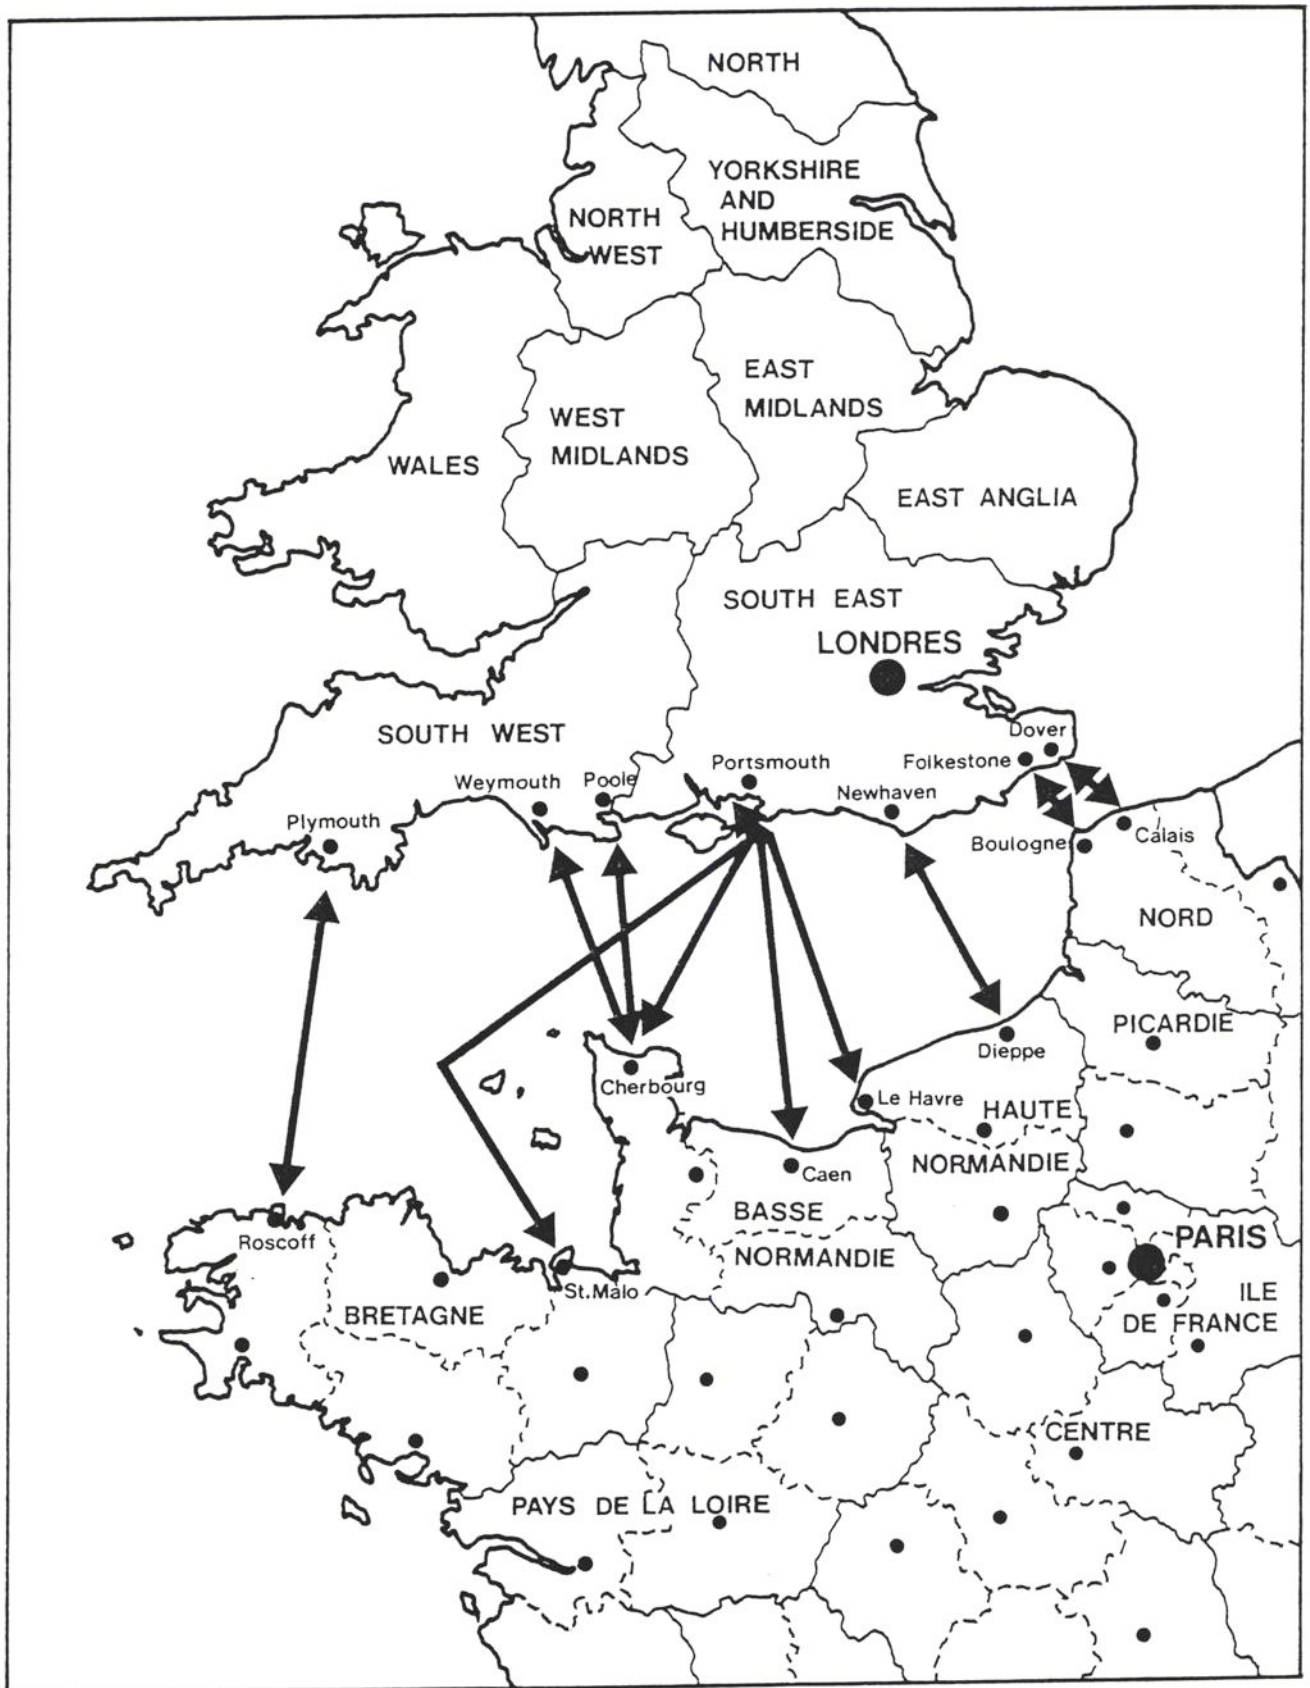 NORTH
YORKSHIRE
AND
HUMBERSIDE
NORTH
WEST
EAST
MIDLANDS
WEST
MIDLANDS
WALES
EAST ANGLIA
SOUTH EAST
LONDRES
SOUTH WEST
Dover
Folkestone
Portsmouth
Newhaven
Weymouth
Poole
Plymouth
Boulogne
Calais
NORD
PICARDIE
Dieppe
Cherbourg
Le Havre
HAUTE
NORMANDIE
Caen
BASSE
NORMANDIE
Roscoff
St.Malo
BRETAGNE
PARIS
ILE
DE FRANCE
CENTRE
PAYS DE LA LOIRE